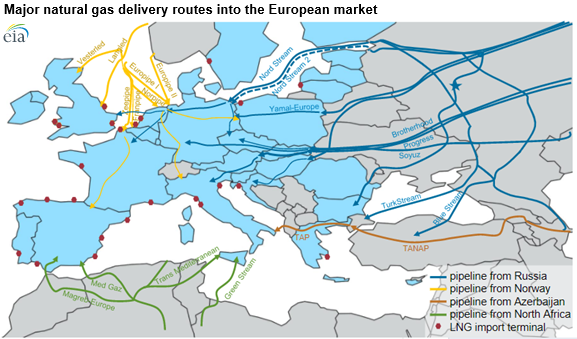 Major natural gas delivery routes into the European market
eia
Vesterled
Langeled
Europipe
Europipe II
Norpipe
Nord Stream
Nord Stream 2
Yamal-Europe
Brotherhood
Progress
Soyuz
TurkStream
Blue Stream
TAP
TANAP
Trans Mediterranean
Med Gaz
Magreb Europe
Green Stream
pipeline from Russia
pipeline from Norway
pipeline from Azerbaijan
pipeline from North Africa
LNG import terminal